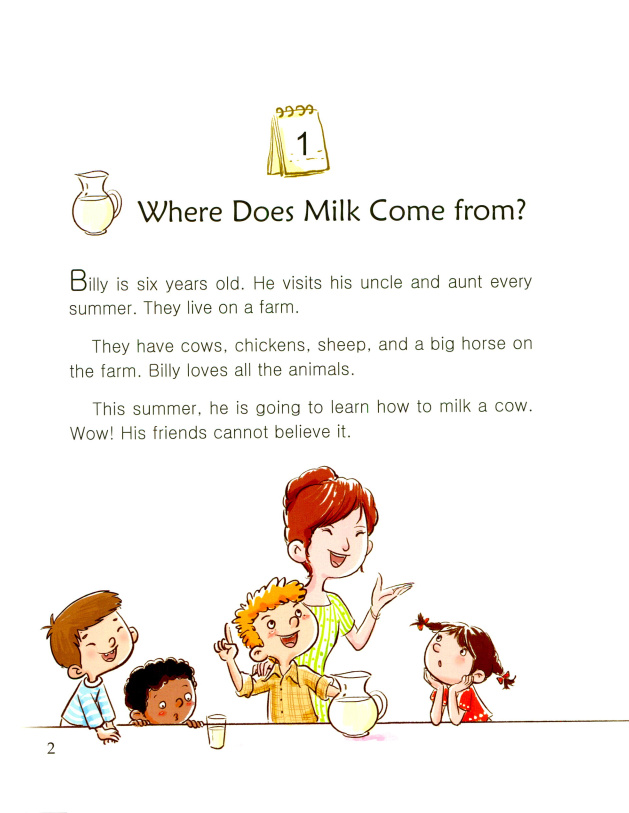 1
Where Does Milk Come from?
Billy is six years old. He visits his uncle and aunt every
summer. They live on a farm.
They have cows, chickens, sheep, and a big horse on
the farm. Billy loves all the animals.
This summer, he is going to learn how to milk a cow.
Wow! His friends cannot believe it.
2